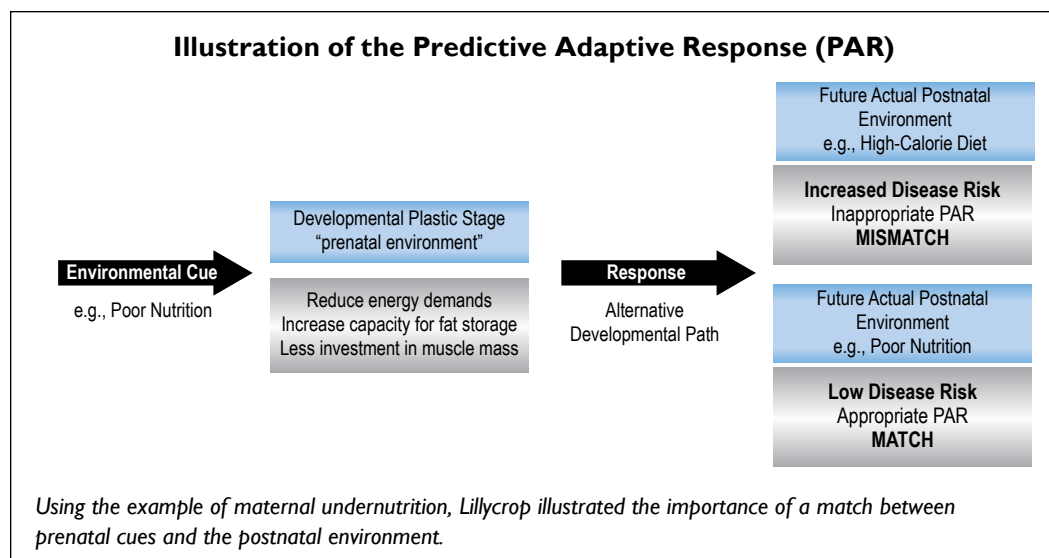 Illustration of the Predictive Adaptive Response (PAR)
Environmental Cue
e.g., Poor Nutrition
Developmental Plastic Stage
“prenatal environment”
Reduce energy demands
Increase capacity for fat storage
Less investment in muscle mass
Response
Alternative
Developmental Path
Future Actual Postnatal
Environment
e.g., High-Calorie Diet
Increased Disease Risk
Inappropriate PAR
MISMATCH
Future Actual Postnatal
Environment
e.g., Poor Nutrition
Low Disease Risk
Appropriate PAR
MATCH
Using the example of maternal undernutrition, Lillycrop illustrated the importance of a match between
prenatal cues and the postnatal environment.